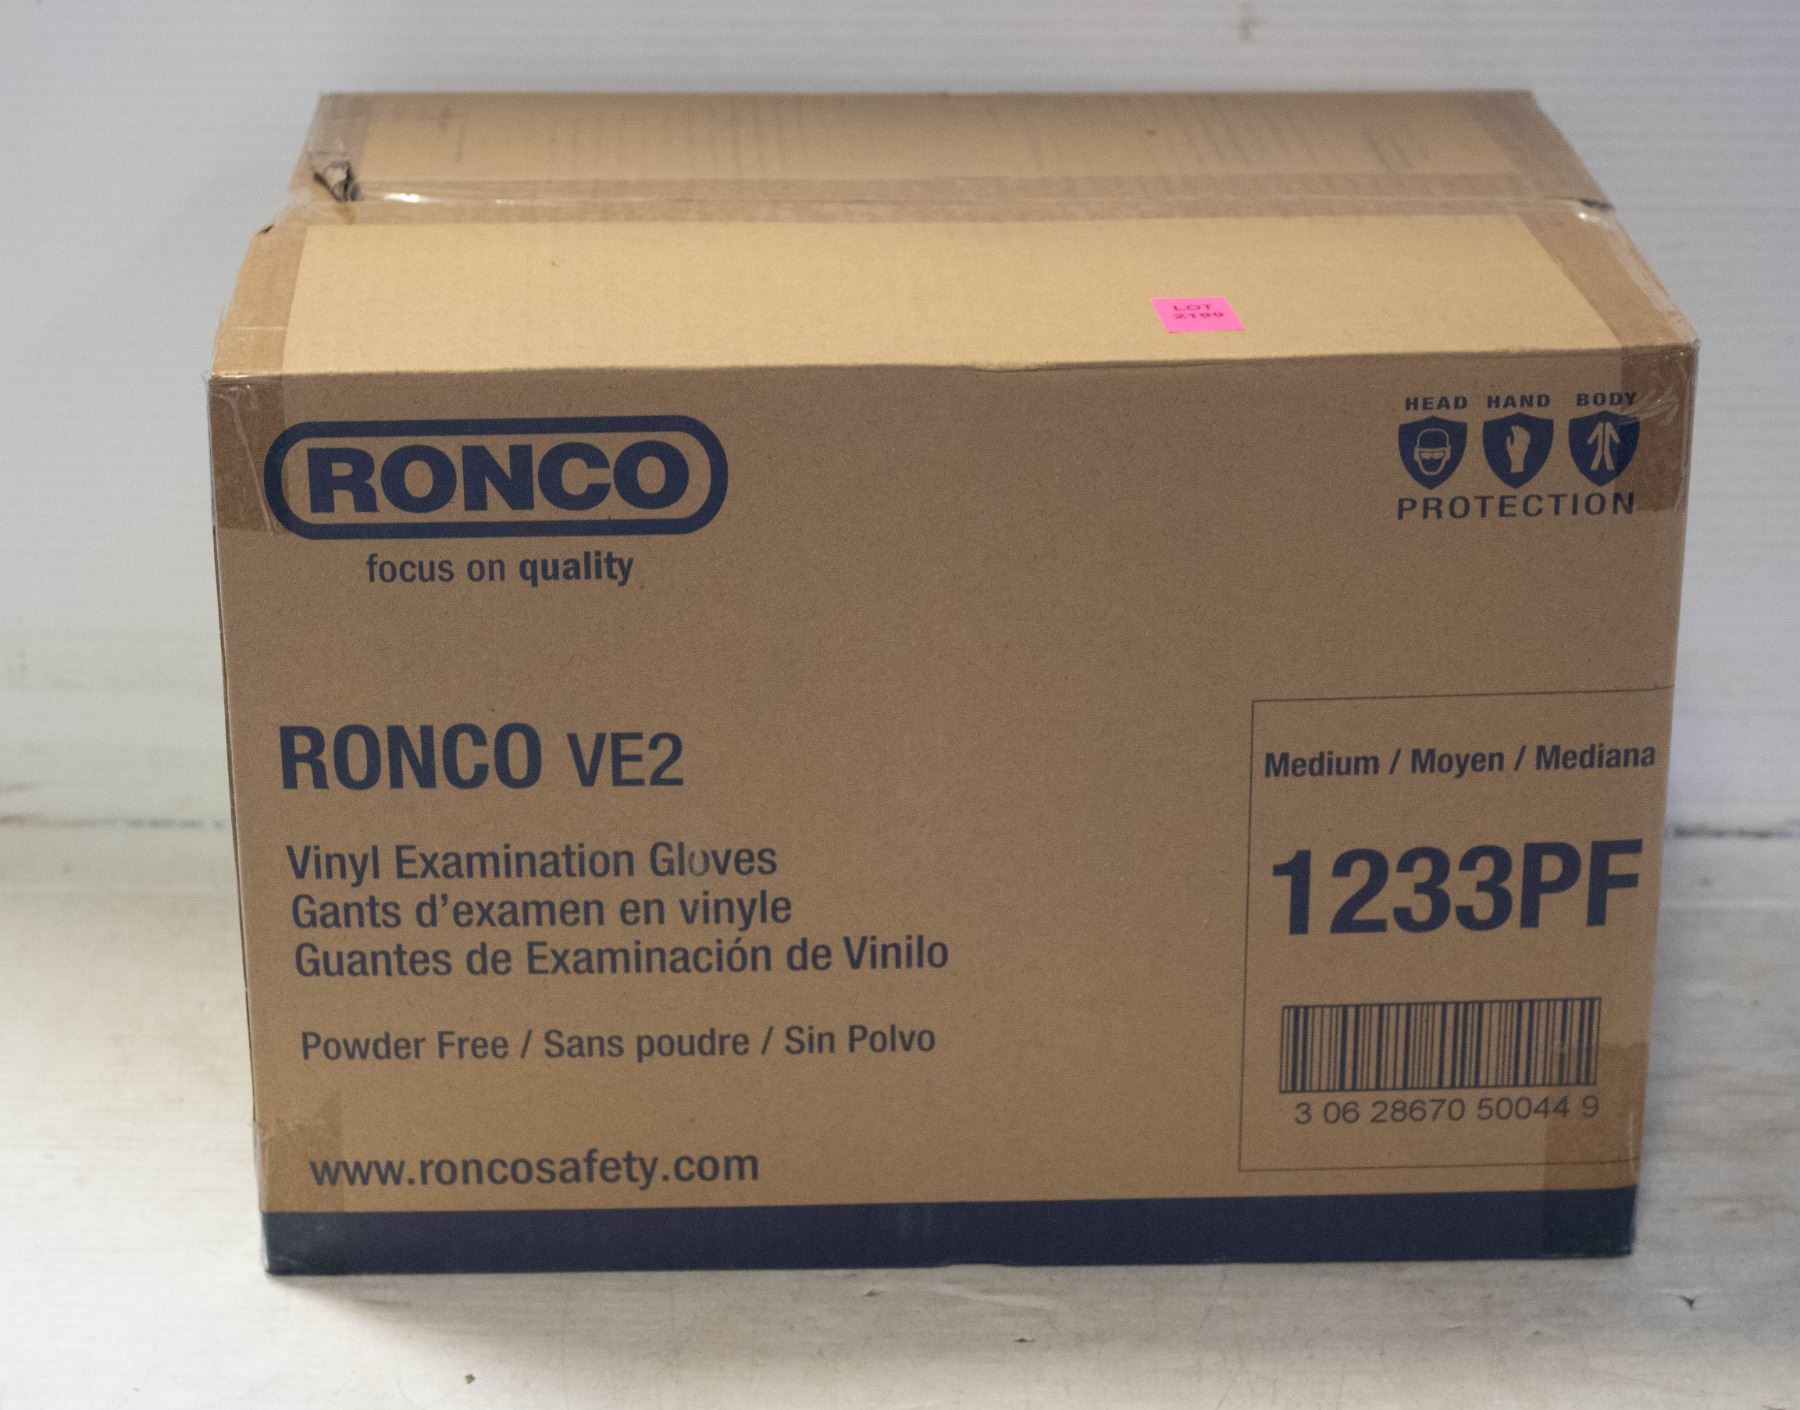 LOT
2199
RONCO
focus on quality
HEAD HAND BODY
PROTECTION
RONCO VE2
Vinyl Examination Gloves
Gants d'examen en vinyle
Guantes de Examinación de Vinilo
Powder Free / Sans poudre / Sin Polvo
www.roncosafety.com
Medium / Moyen / Mediana
1233PF
3 06 28670 50044 9